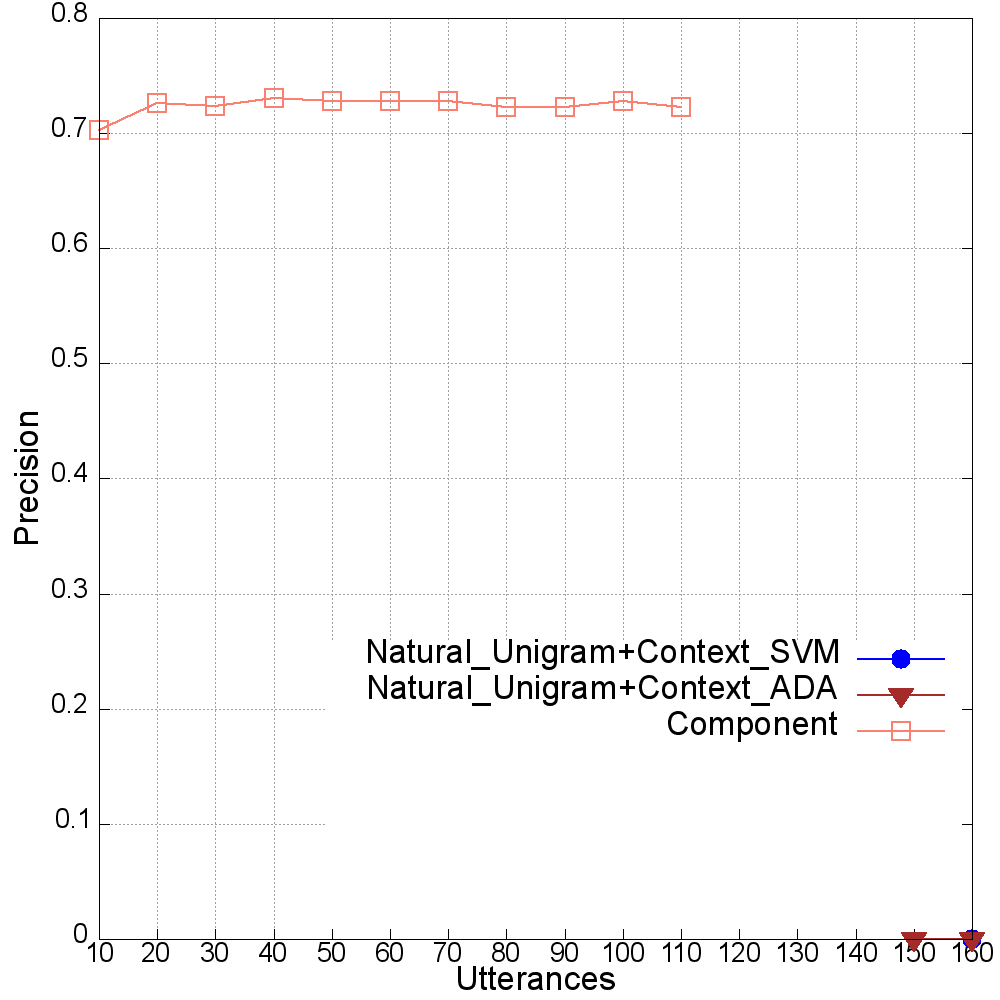 0.8
0.7
0.6
0.5
0.4
0.3
0.2
0.1
0
Precision
Natural_Unigram+Context_SVM
Natural_Unigram+Context_ADA
Component
10 20 30 40 50 60 70 80 90 100 110 120 130 140 150 160
Utterances